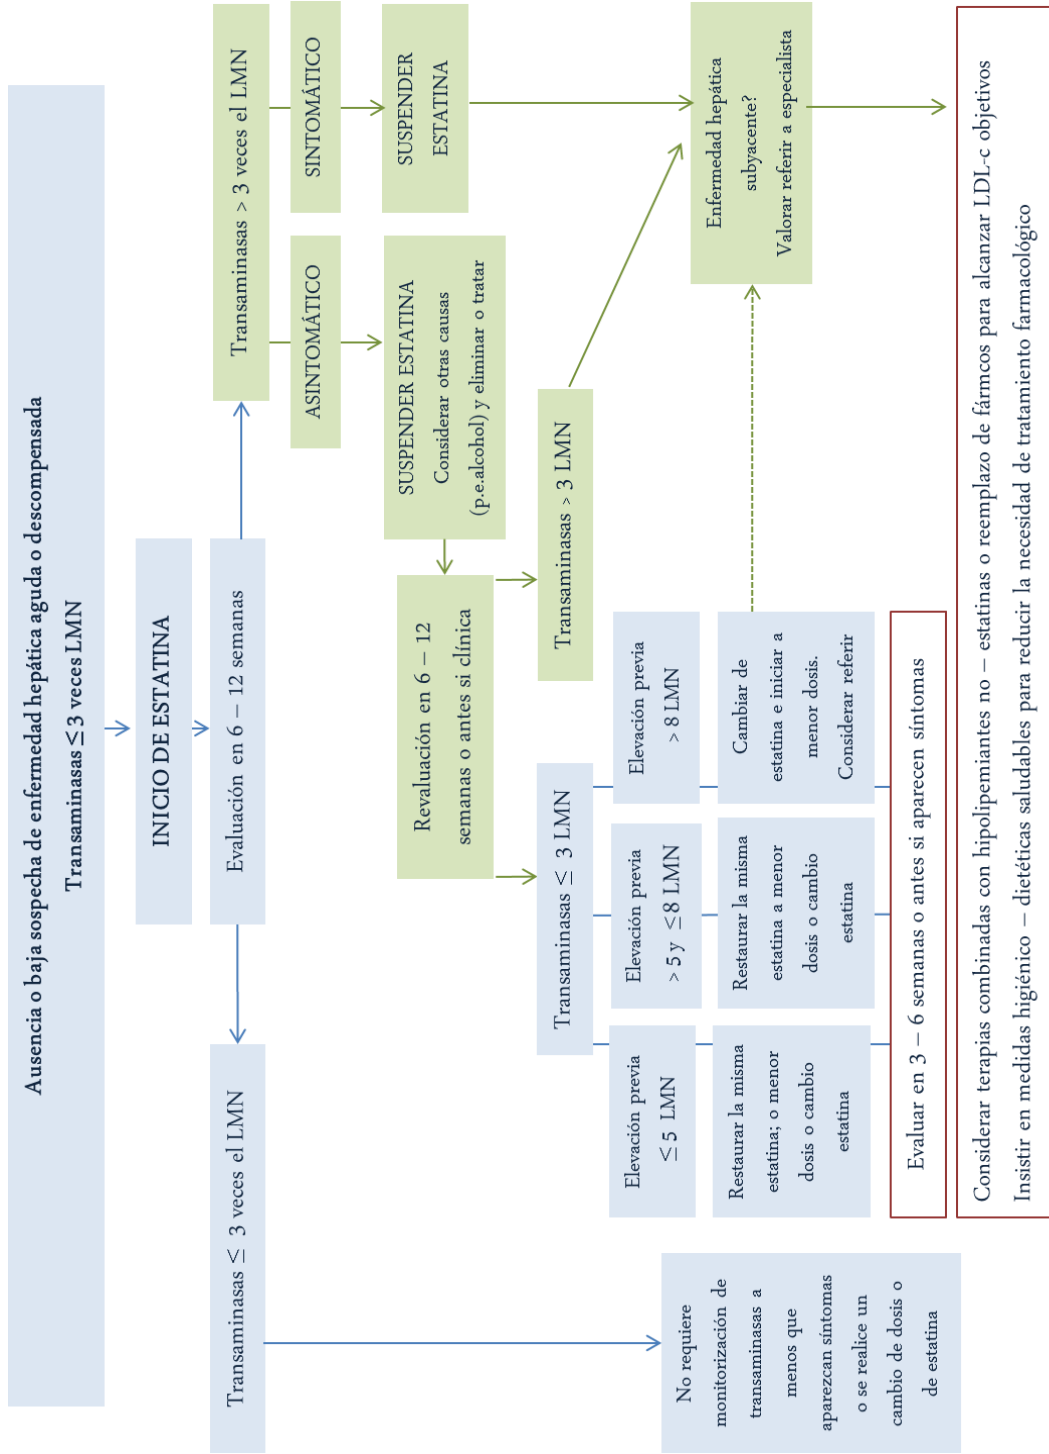 Ausencia o baja sospecha de enfermedad hepática aguda o descompensada
Transaminasas ≤ 3 veces LMN
INICIO DE ESTATINA
Evaluación en 6 – 12 semanas
Transaminasas ≤ 3 veces el LMN
Transaminasas > 3 veces el LMN
ASINTOMÁTICO
SINTOMÁTICO
SUSPENDER ESTATINA
Considerar otras causas
(p.e.alcohol) y eliminar o tratar
SUSPENDER
ESTATINA
Revaluación en 6 – 12
semanas o antes si clínica
Transaminasas ≤ 3 LMN
Transaminasas > 3 LMN
Elevación previa
≤ 5 LMN
Elevación previa
> 5 y ≤8 LMN
Elevación previa
> 8 LMN
Restaurar la misma
estatina; o menor
dosis o cambio
estatina
Restaurar la misma
estatina a menor
dosis o cambio
estatina
Cambiar de
estatina e iniciar a
menor dosis.
Considerar referir
Enfermedad hepática
subyacente?
Valorar referir a especialista
No requiere
monitorización de
transaminasas a
menos que
aparezcan síntomas
o se realice un
cambio de dosis o
de estatina
Evaluar en 3 – 6 semanas o antes si aparecen síntomas
Considerar terapias combinadas con hipolipemiantes no – estatinas o reemplazo de fármcos para alcanzar LDL-c objetivos
Insistir en medidas higiénico – dietéticas saludables para reducir la necesidad de tratamiento farmacológico